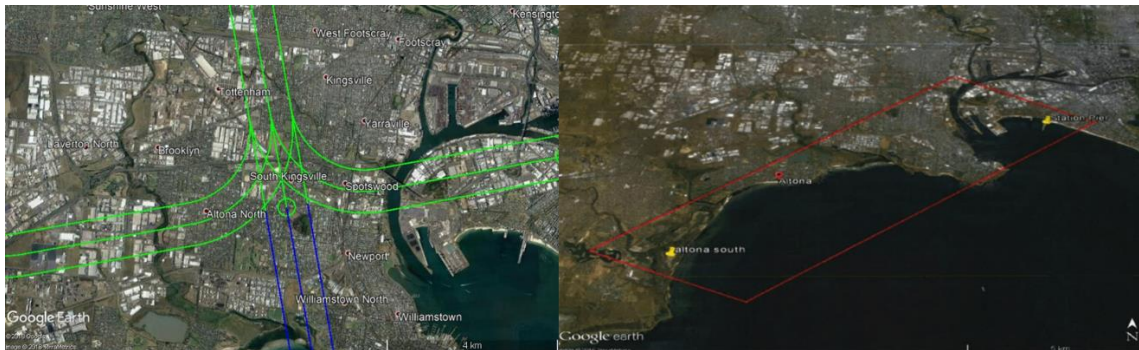 Sunshine West
Kensington
West Footscray
Footscray
Kingsville
Tottenham
Yarraville
Laverton North
Brooklyn
South Kingsville
Spotswood
Altona North
Newport
Williamstown North
Williamstown
Google Earth
4 km
Station Pier
Altona
altona south
Google earth
N
5 km